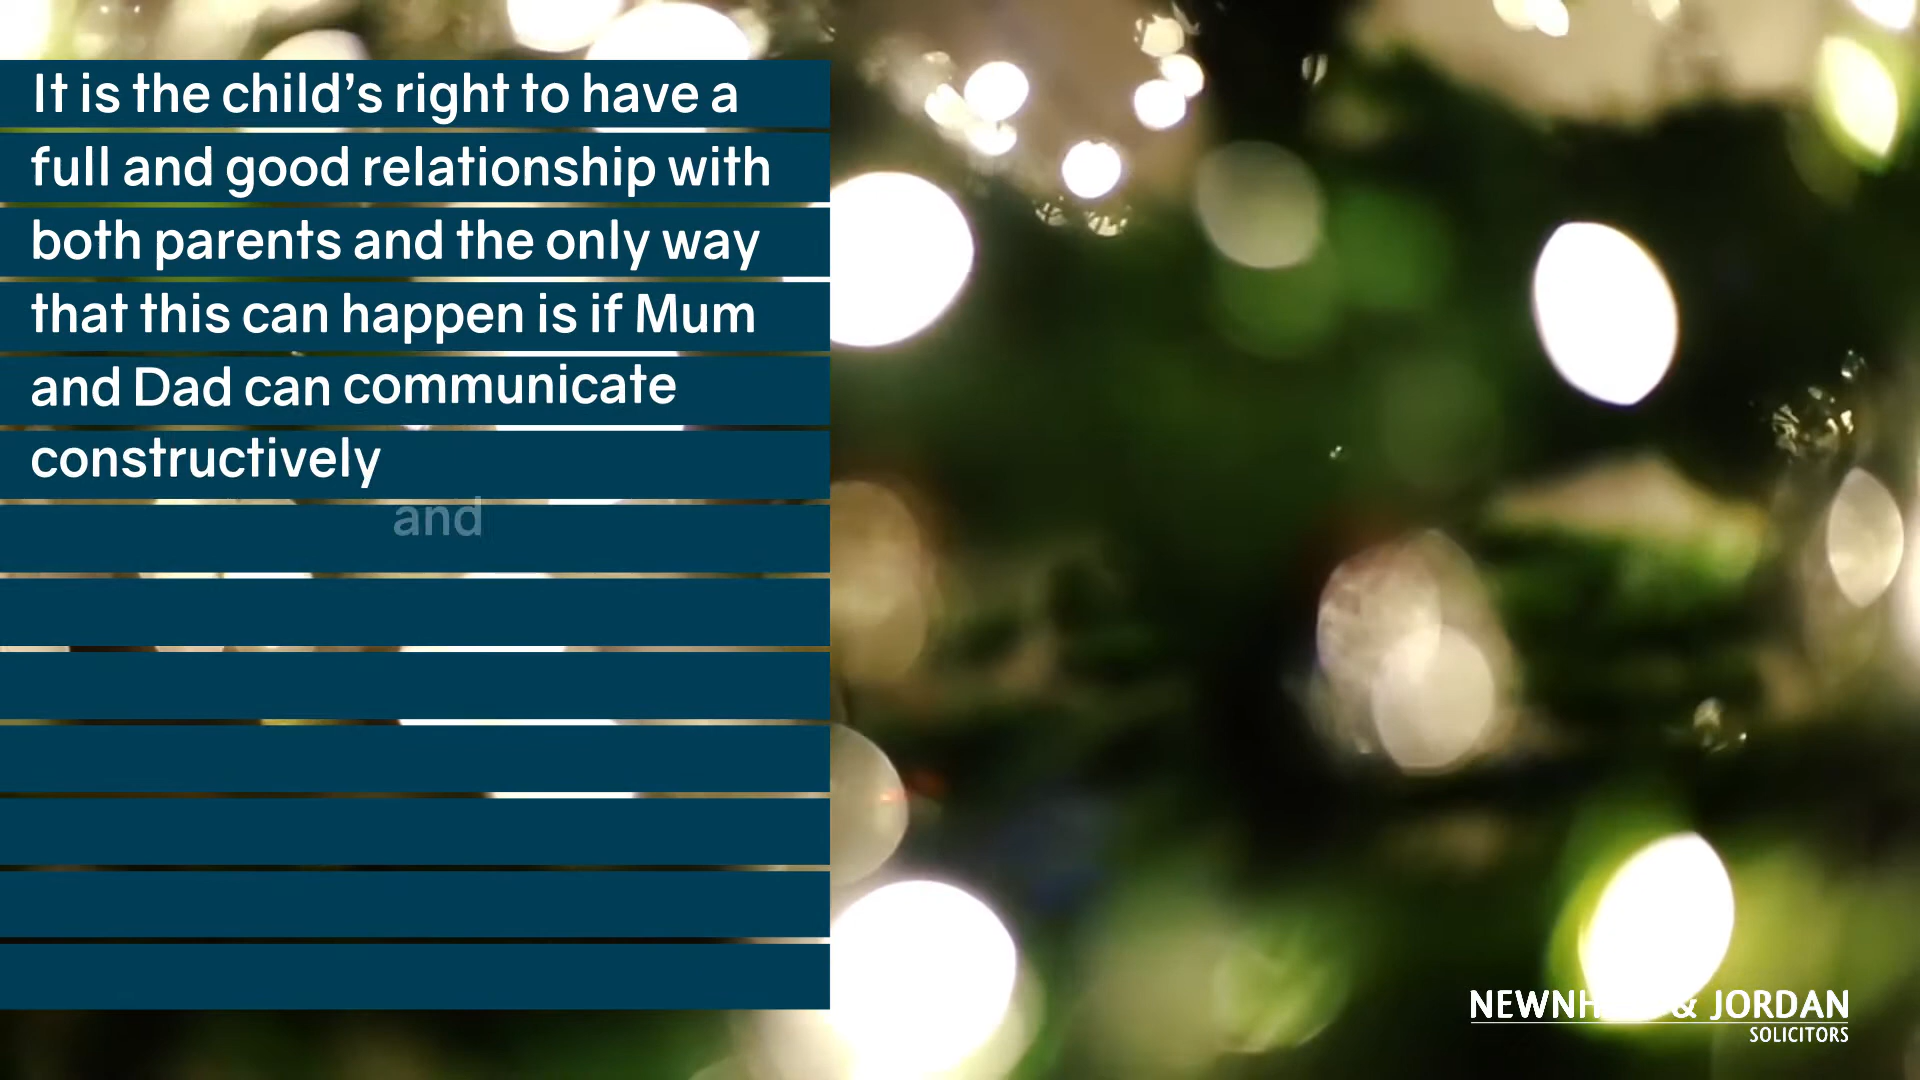 It is the child’s right to have a
full and good relationship with
both parents and the only way
that this can happen is if Mum
and Dad can communicate
constructively
and
& JORDAN
SOLICITORS